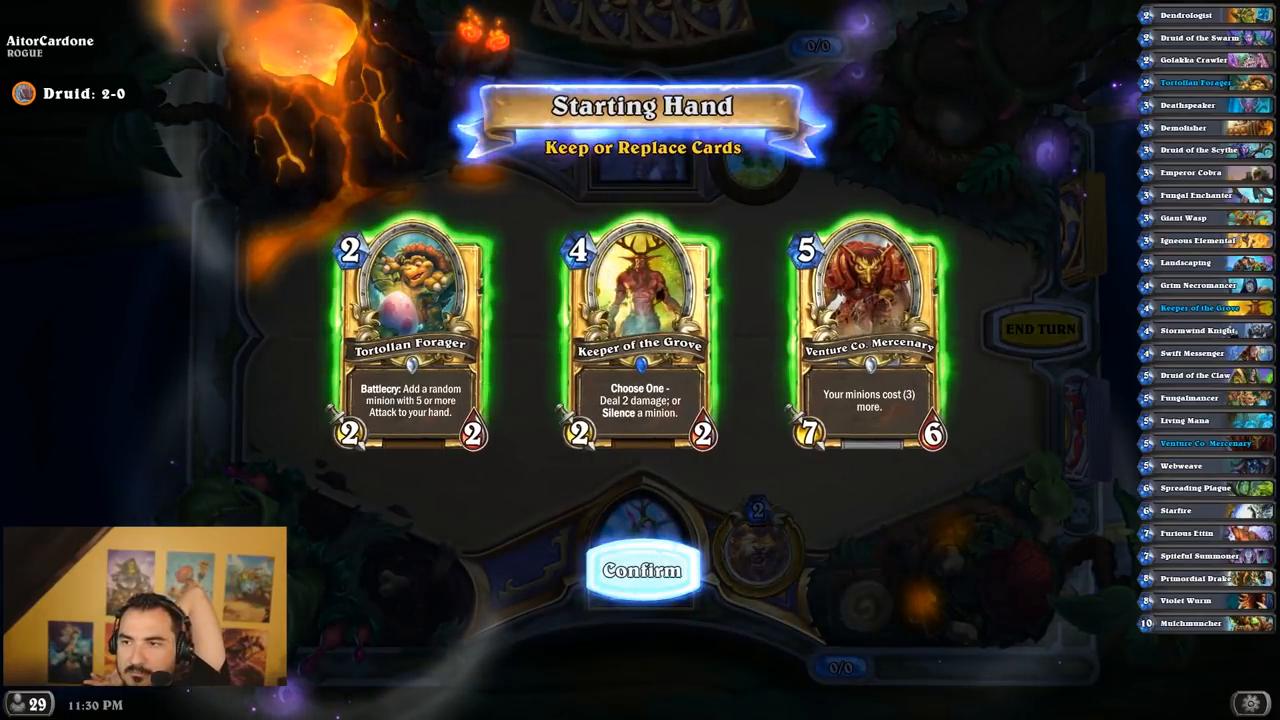 AitorCardone
ROGUE
Druid: 2-0
0/0
Starting Hand
Keep or Replace Cards
2
Tortollan Forager
Battlecry: Add a random
minion with 5 or more
Attack to your hand.
2
2
4
Keeper of the Grove
Choose One -
Deal 2 damage; or
Silence a minion.
2
2
5
Venture Co. Mercenary
Your minions cost (3)
more.
7
6
END TURN
2
Confirm
0/0
29
11:30 PM
2 Dendrologist
2 Druid of the Swarm
2 Golakka Crawler
2 Tortollan Forager
3 Deathspeaker
3 Demolisher
3 Druid of the Scythe
3 Emperor Cobra
3 Fungal Enchanter
3 Giant Wasp
3 Igneous Elemental
3 Landscaping
4 Grim Necromancer
4 Keeper of the Grove
4 Stormwind Knight
4 Swift Messenger
5 Druid of the Claw
5 Fungalmancer
5 Living Mana
5 Venture Co. Mercenary
5 Webweave
6 Spreading Plague
6 Starfire
7 Furious Ettin
7 Spiteful Summoner
8 Primordial Drake
8 Violet Wurm
10 Mulchmuncher